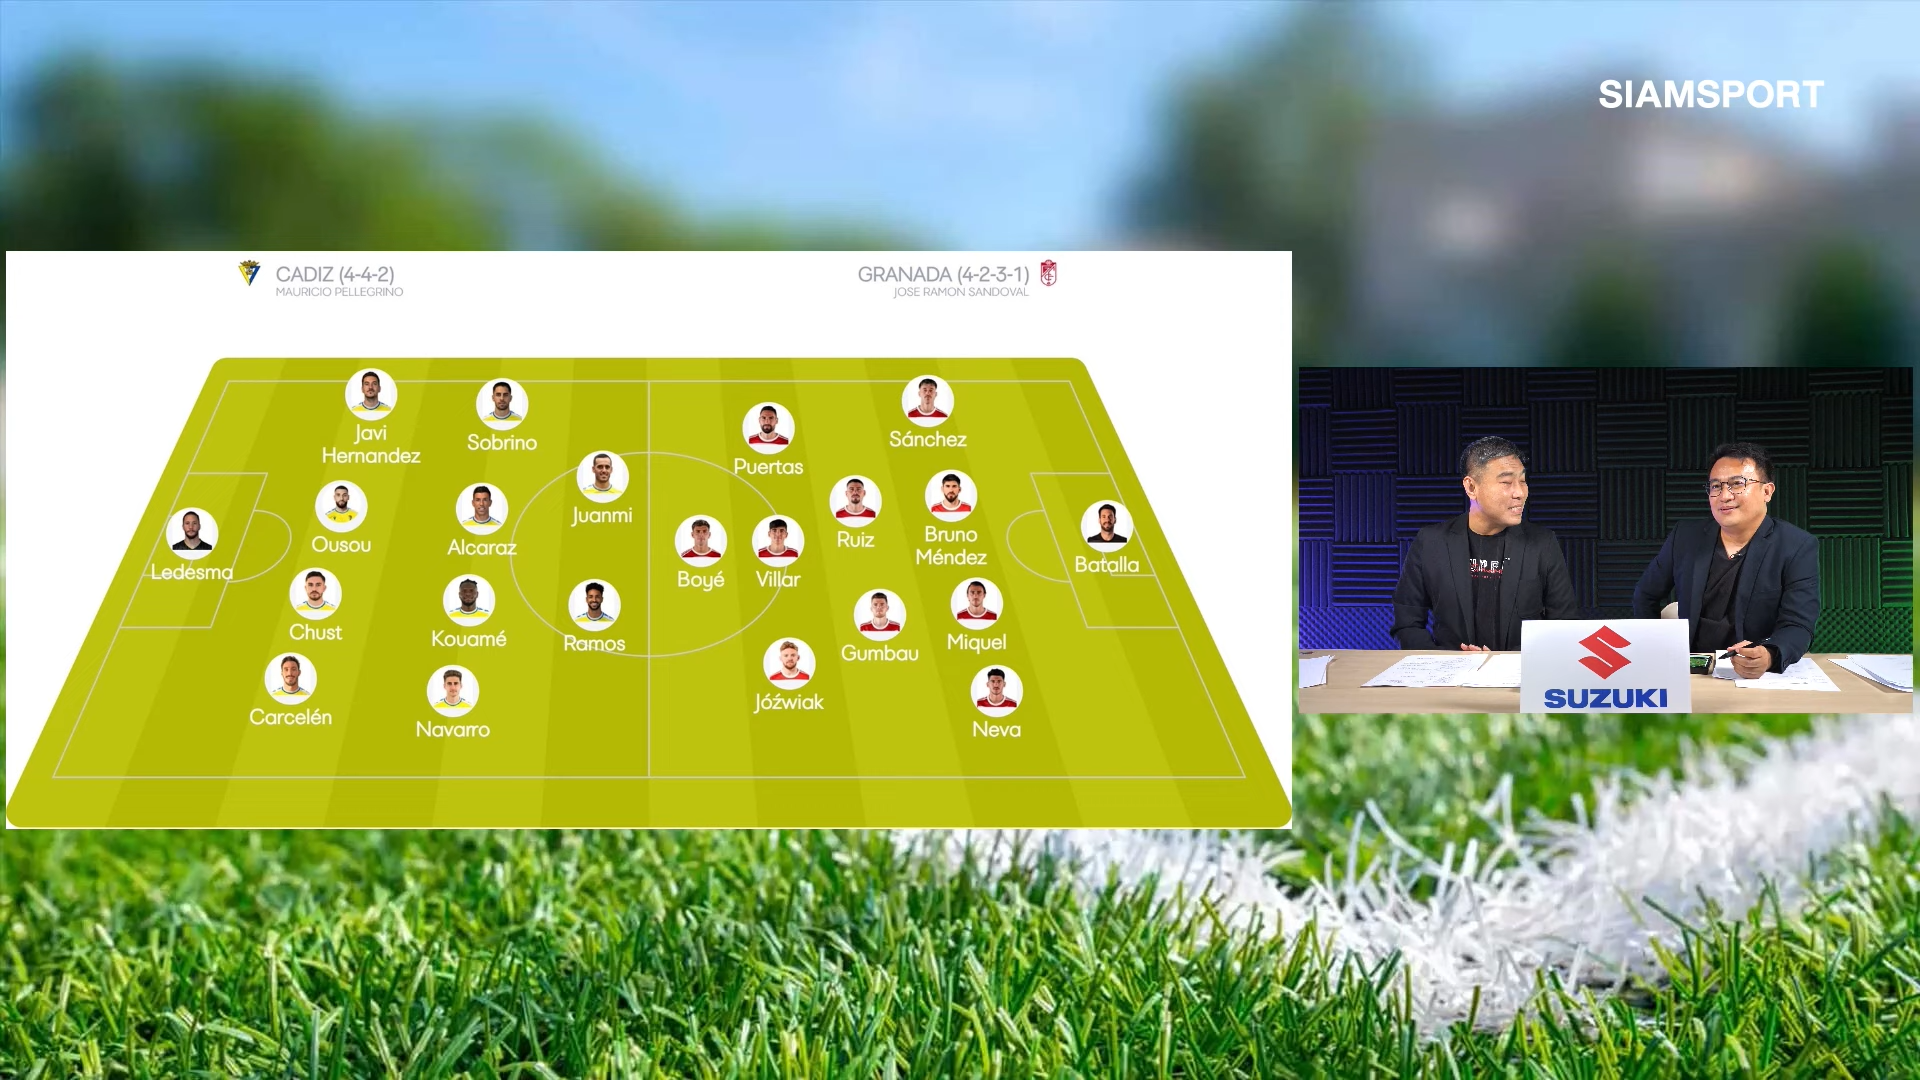 SIAMSPORT
CADIZ (4-4-2)
MAURICIO PELLEGRINO
GRANADA (4-2-3-1)
JOSE RAMON SANDOVAL
Javi
Hernandez
Sobrino
Juanmi
Ousou
Alcaraz
Ledesma
Chust
Kouamé
Ramos
Carcelén
Navarro
Puertas
Sánchez
Ruiz
Bruno
Méndez
Boyé
Villar
Batalla
Gumbau
Miquel
Jóźwiak
Neva
SUZUKI